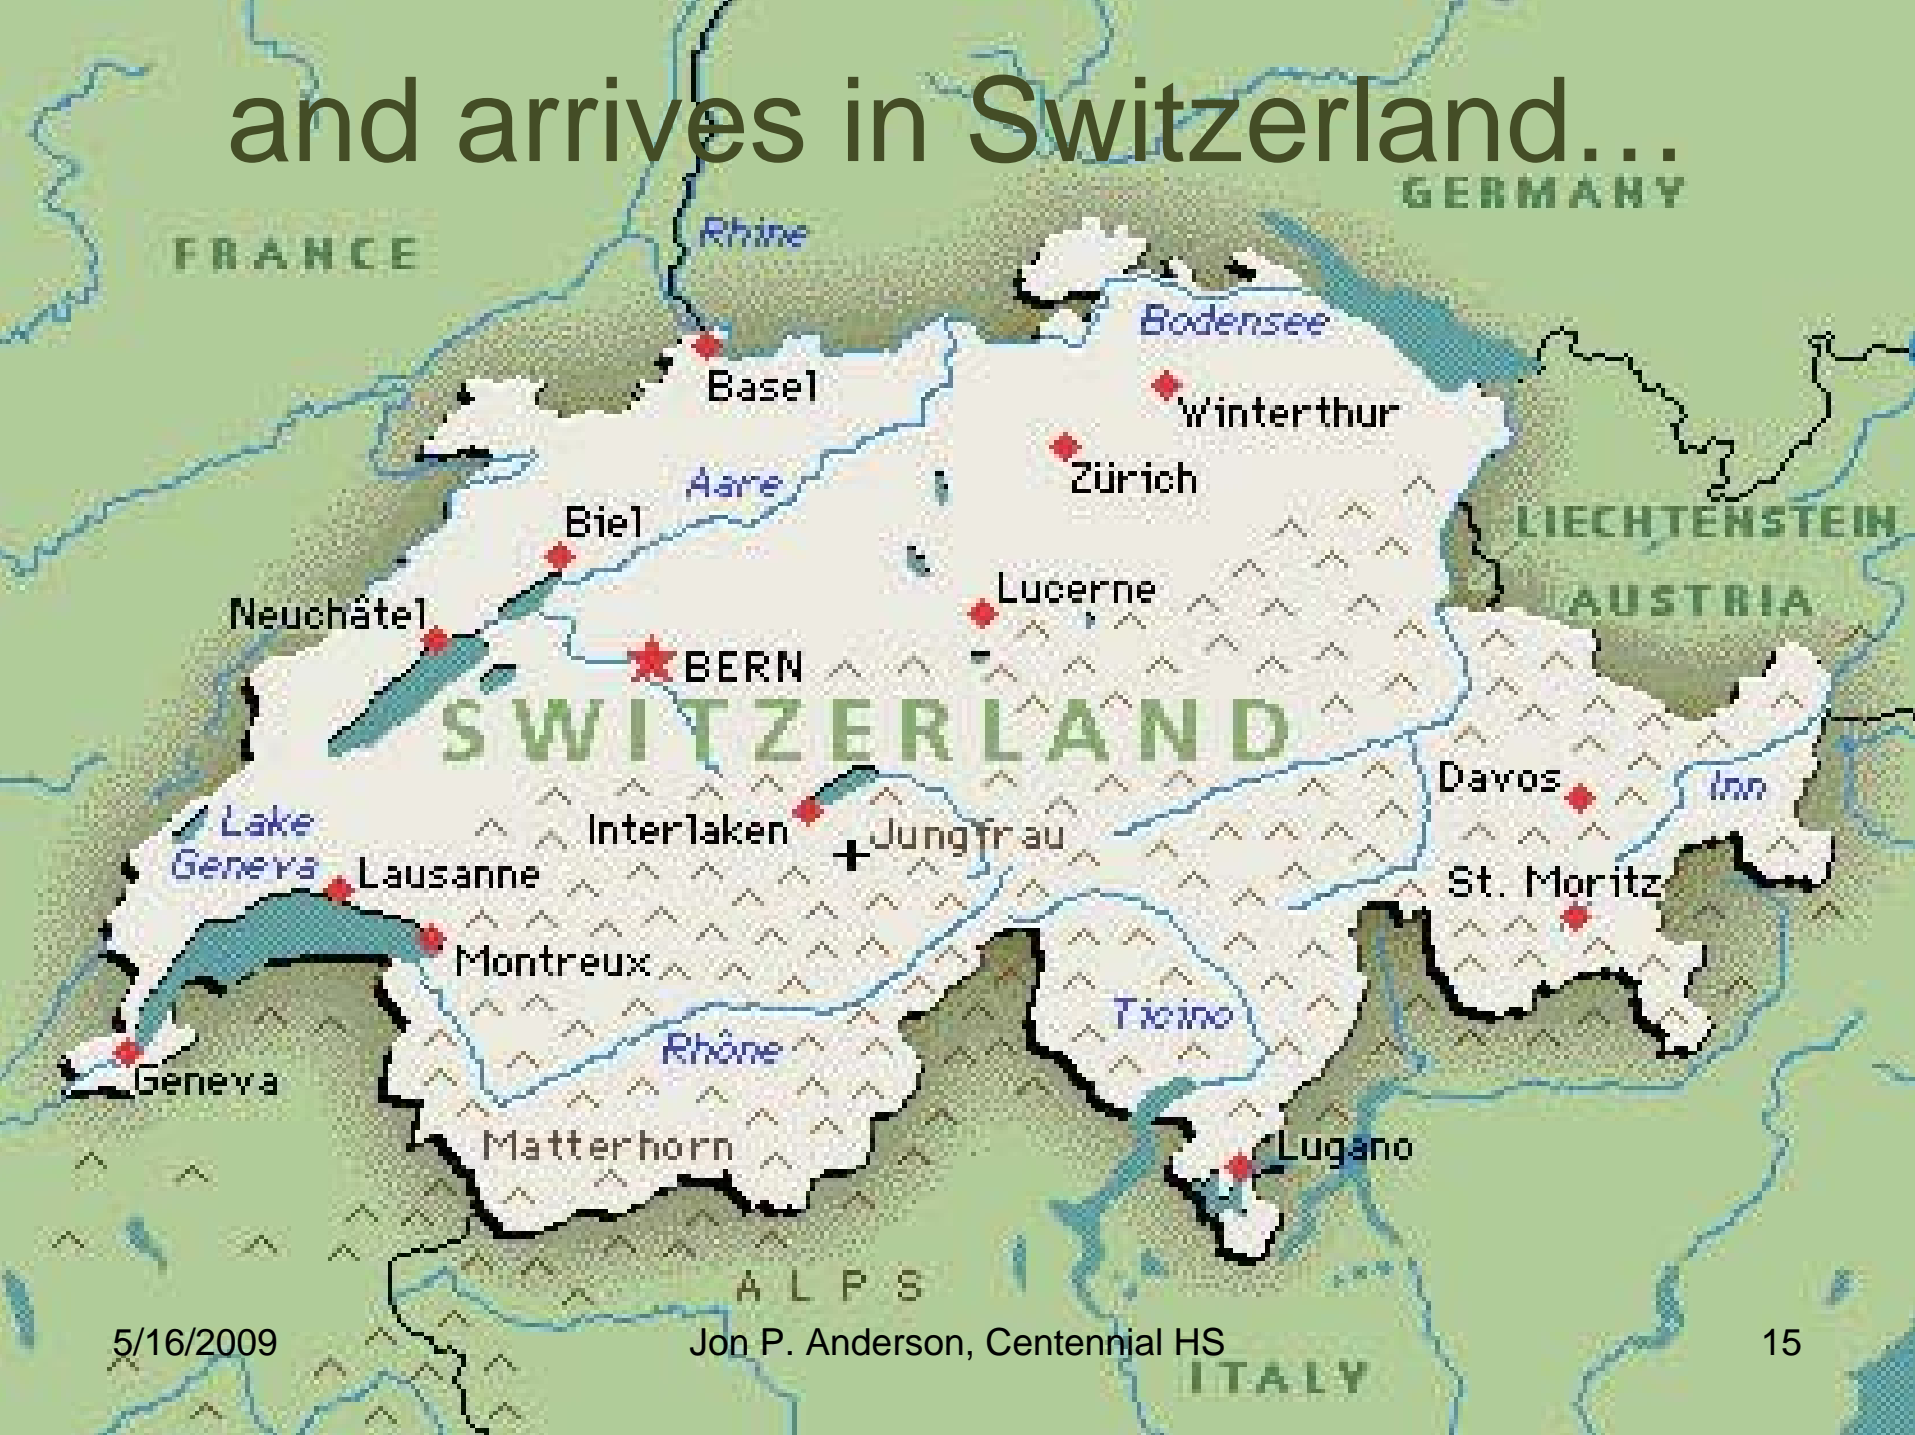 and arrives in Switzerland…
GERMANY
FRANCE
Rhine
Bodensee
Basel
Winterthur
Zürich
Aare
Biel
LIECHTENSTEIN
Lucerne
AUSTRIA
Neuchâtel
BERN
SWITZERLAND
Davos
Inn
Interlaken
Jungfrau
Lake
Geneva
Lausanne
St. Moritz
Montreux
Ticino
Rhône
Geneva
Matterhorn
Lugano
ALPS
5/16/2009
Jon P. Anderson, Centennial HS
15
ITALY